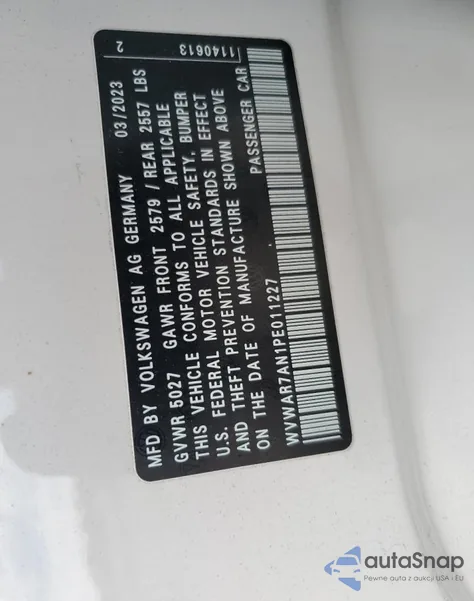 MFD BY VOLKSWAGEN AG GERMANY 03/2023 2
GVWR 5027 GAWR FRONT 2579 / REAR 2557 LBS
THIS VEHICLE CONFORMS TO ALL APPLICABLE
U.S. FEDERAL MOTOR VEHICLE SAFETY, BUMPER
AND THEFT PREVENTION STANDARDS IN EFFECT
ON THE DATE OF MANUFACTURE SHOWN ABOVE
WVWAR7AN1PE011227 PASSENGER CAR
1140613
autaSnap
Pewne auta z aukcji USA i EU